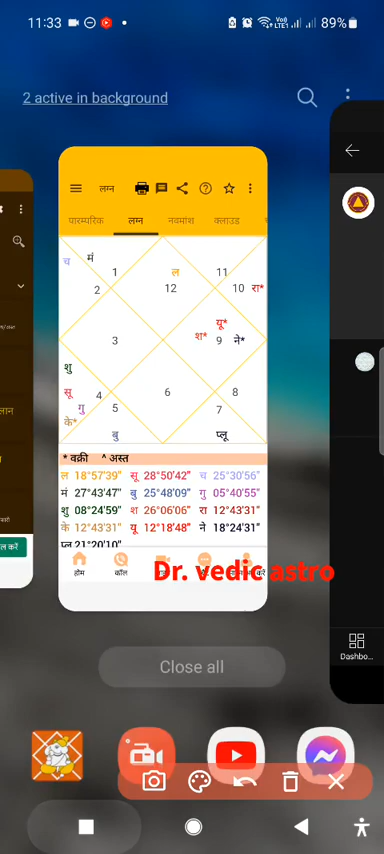 11:33
Vo) LTE1
89%
2 active in background
लग्न
पारम्परिक लग्न नवमांश क्लाउड
च मं
1
ल
11
2
12
10 रा*
3
यू*
श* 9 ने*
शु
सू 4
6
8
गु 5
7
के*
बु
प्लू
* वक्री ^ अस्त
ल 18°57'39" सू 28°50'42" च 25°30'56"
मं 27°43'47" बु 25°48'09" गु 05°40'55"
शु 08°24'59" श 26°06'06" रा 12°43'31"
के 12°43'31" यू 12°18'48" ने 18°24'31"
प्ल 21°20'10"
होम कॉल
Dr. vedic astro
ल करें
Dashbo...
Close all